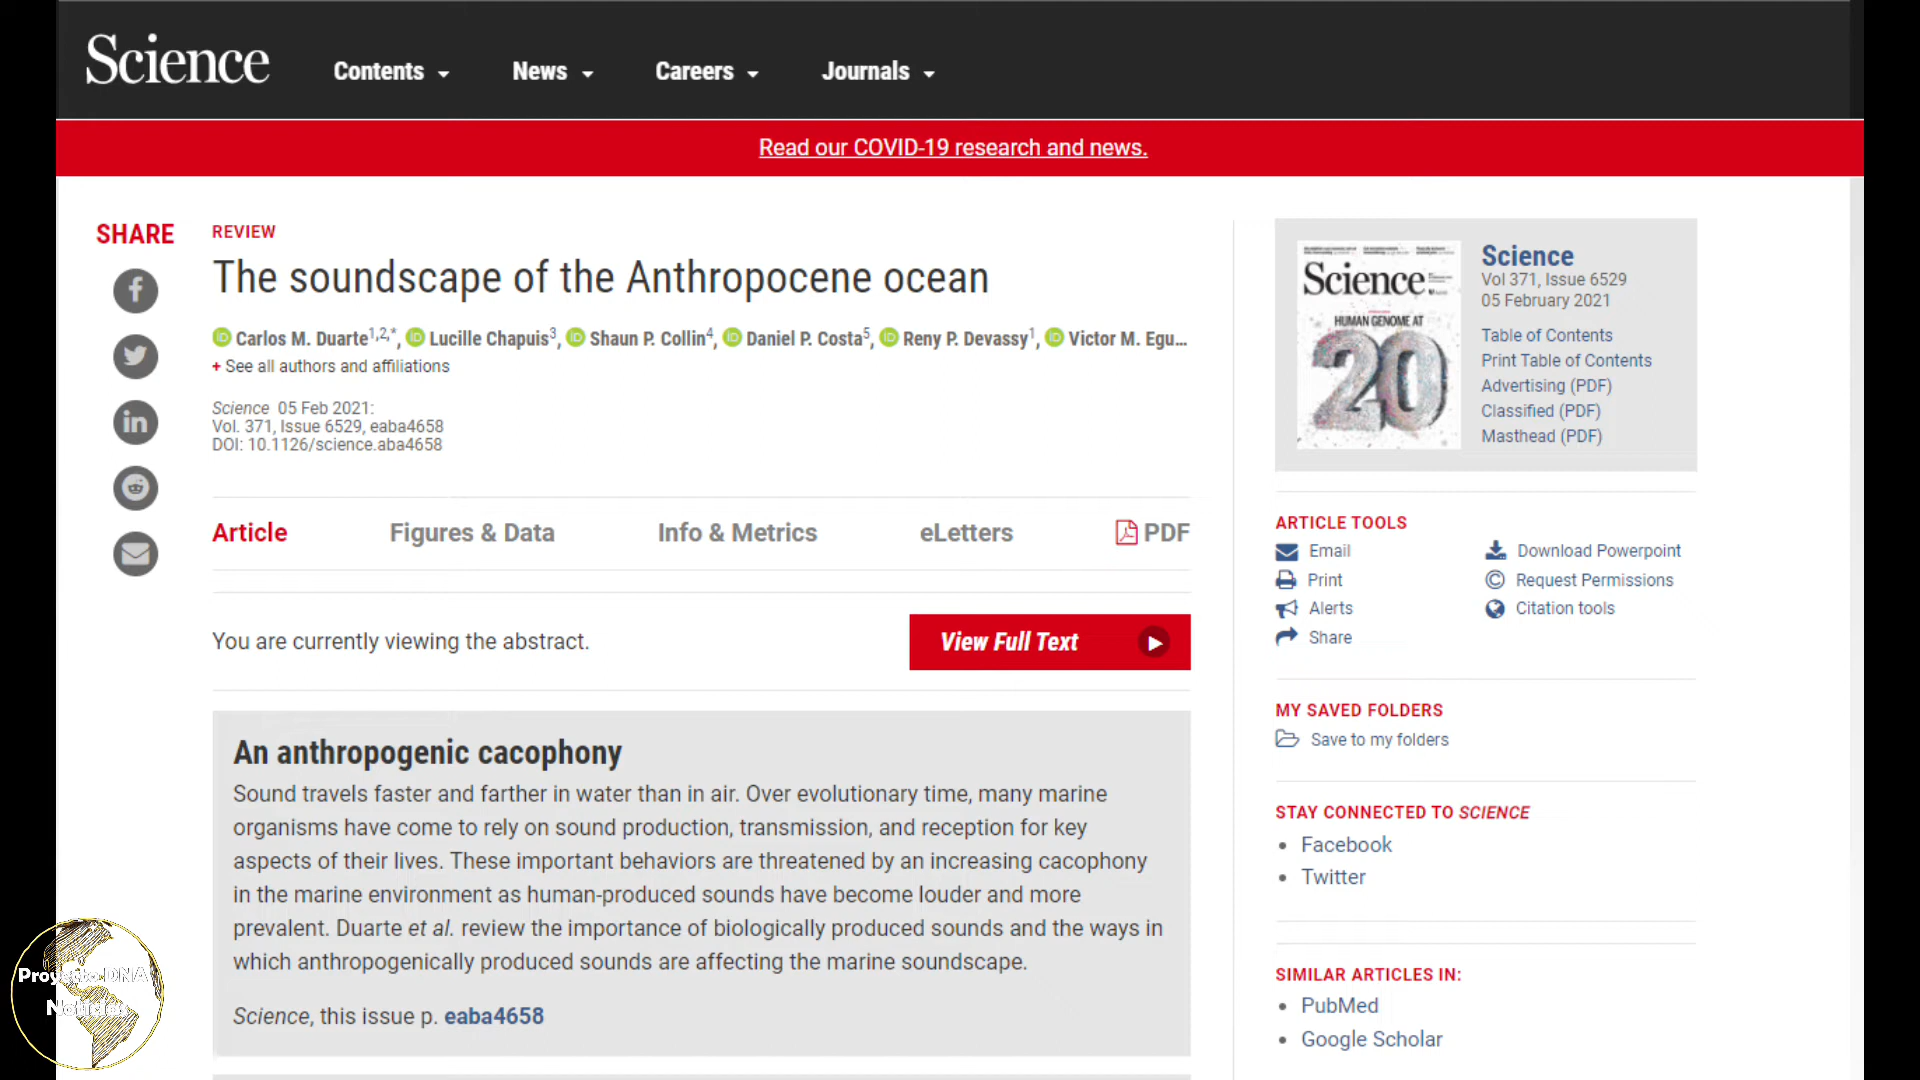 Science
Contents
News
Careers
Journals
Read our COVID-19 research and news.
SHARE
REVIEW
The soundscape of the Anthropocene ocean
iD Carlos M. Duarte1,2,*, iD Lucille Chapuis3, iD Shaun P. Collin4, iD Daniel P. Costa5, iD Reny P. Devassy1, iD Victor M. Egu...
+ See all authors and affiliations
Science 05 Feb 2021:
Vol. 371, Issue 6529, eaba4658
DOI: 10.1126/science.aba4658
Article
Figures & Data
Info & Metrics
eLetters
PDF
You are currently viewing the abstract.
View Full Text
An anthropogenic cacophony
Sound travels faster and farther in water than in air. Over evolutionary time, many marine
organisms have come to rely on sound production, transmission, and reception for key
aspects of their lives. These important behaviors are threatened by an increasing cacophony
in the marine environment as human-produced sounds have become louder and more
prevalent. Duarte et al. review the importance of biologically produced sounds and the ways in
which anthropogenically produced sounds are affecting the marine soundscape.
Science, this issue p. eaba4658
Science
HUMAN GENOME AT
20
Science
Vol 371, Issue 6529
05 February 2021
Table of Contents
Print Table of Contents
Advertising (PDF)
Classified (PDF)
Masthead (PDF)
ARTICLE TOOLS
Email
Print
Alerts
Share
Download Powerpoint
Request Permissions
Citation tools
MY SAVED FOLDERS
Save to my folders
STAY CONNECTED TO SCIENCE
Facebook
Twitter
SIMILAR ARTICLES IN:
PubMed
Google Scholar
Proyecto DNA
Noticias